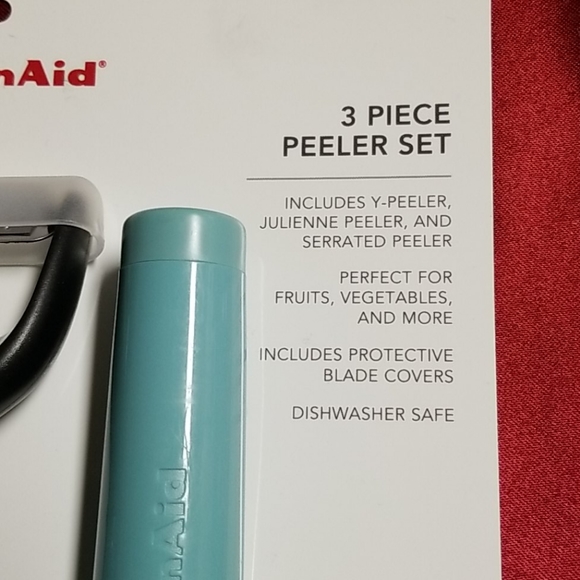 nAid®
3 PIECE
PEELER SET
INCLUDES Y-PEELER,
JULIENNE PEELER, AND
SERRATED PEELER
PERFECT FOR
FRUITS, VEGETABLES,
AND MORE
INCLUDES PROTECTIVE
BLADE COVERS
DISHWASHER SAFE
nAid